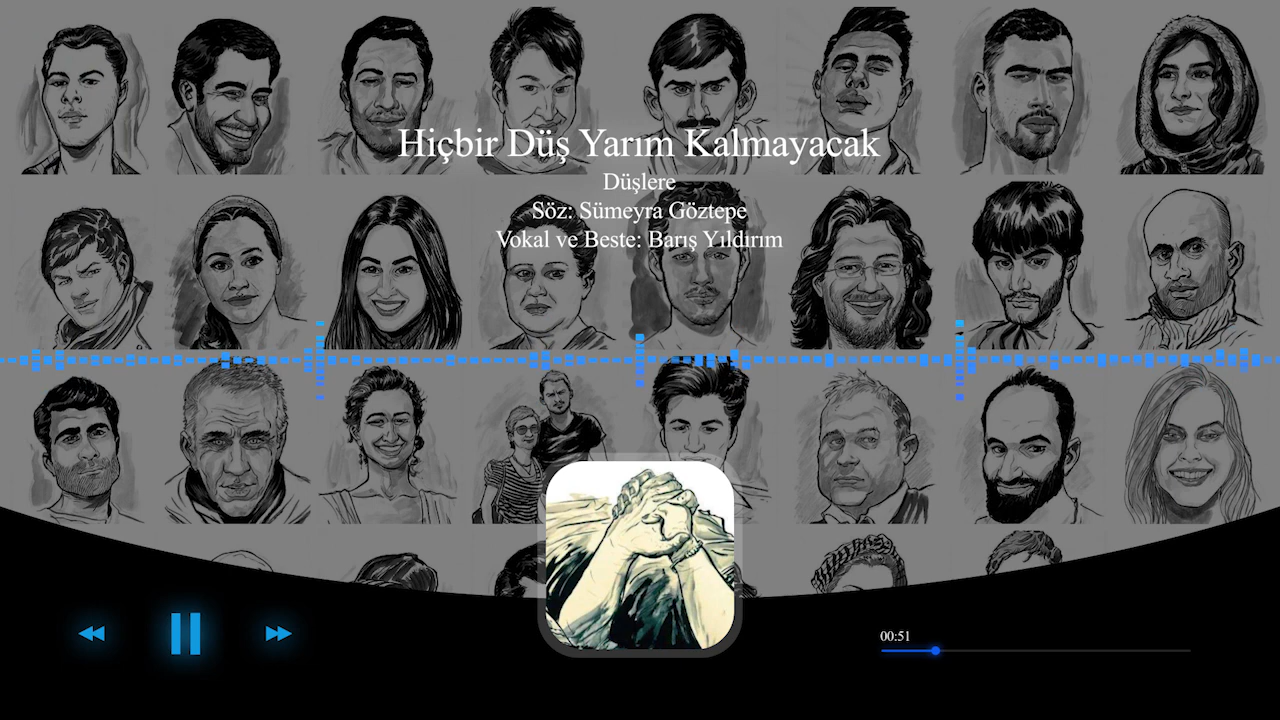 Hiçbir Düş Yarım Kalmayacak
Düşlere
Söz: Sümeyra Göztepe
Vokal ve Beste: Barış Yıldırım
00:51